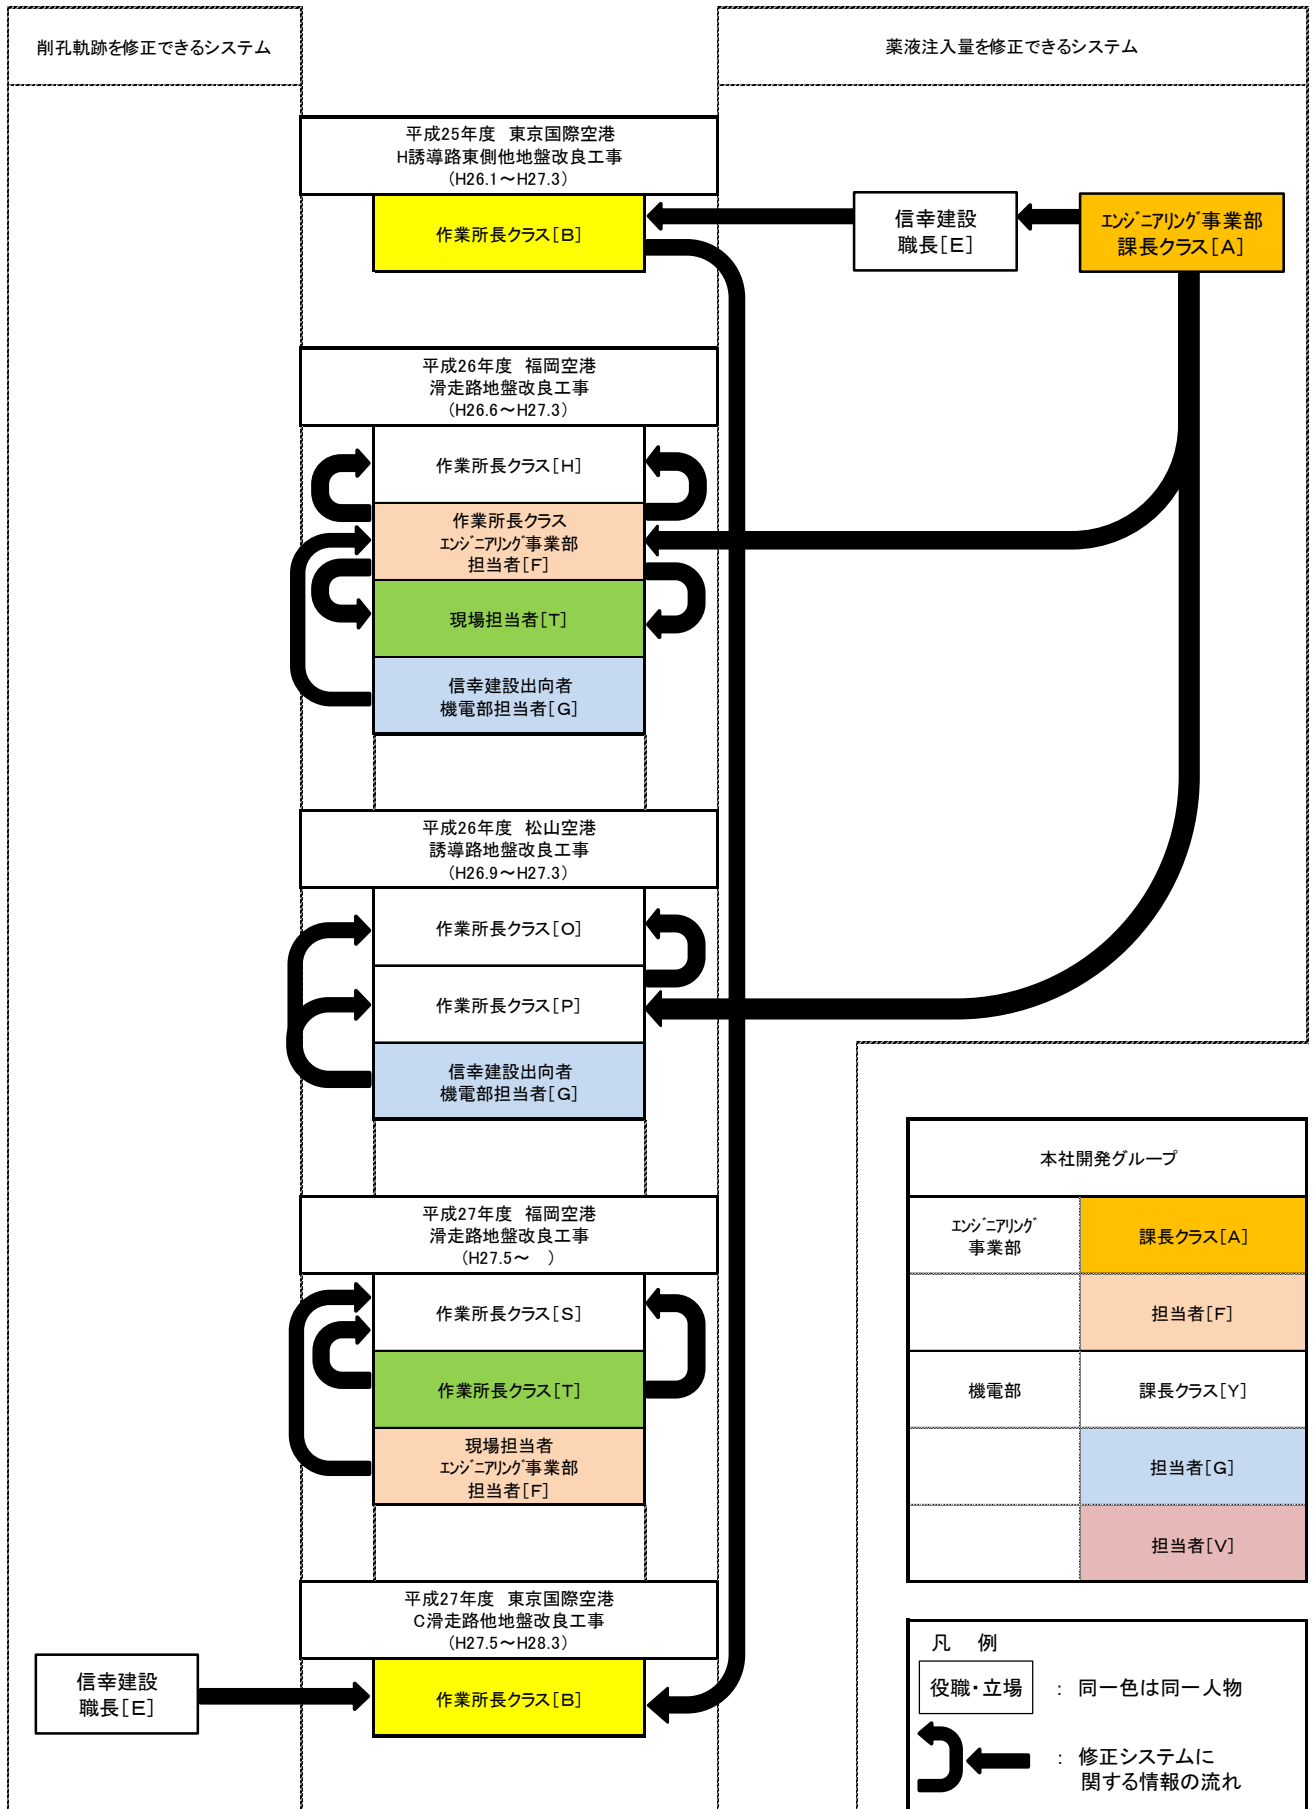 削孔軌跡を修正できるシステム
薬液注入量を修正できるシステム
平成25年度　東京国際空港
H誘導路東側他地盤改良工事
(H26.1～H27.3)
作業所長クラス[B]
信幸建設
職長[E]
エンジニアリング事業部
課長クラス[A]
平成26年度　福岡空港
滑走路地盤改良工事
(H26.6～H27.3)
作業所長クラス[H]
作業所長クラス
エンジニアリング事業部
担当者[F]
現場担当者[T]
信幸建設出向者
機電部担当者[G]
平成26年度　松山空港
誘導路地盤改良工事
(H26.9～H27.3)
作業所長クラス[O]
作業所長クラス[P]
信幸建設出向者
機電部担当者[G]
平成27年度　福岡空港
滑走路地盤改良工事
(H27.5～　)
作業所長クラス[S]
作業所長クラス[T]
現場担当者
エンジニアリング事業部
担当者[F]
平成27年度　東京国際空港
C滑走路他地盤改良工事
(H27.5～H28.3)
信幸建設
職長[E]
作業所長クラス[B]
本社開発グループ
エンジニアリング
事業部
課長クラス[A]
担当者[F]
機電部
課長クラス[Y]
担当者[G]
担当者[V]
凡　例
役職・立場　：　同一色は同一人物
：　修正システムに
関する情報の流れ